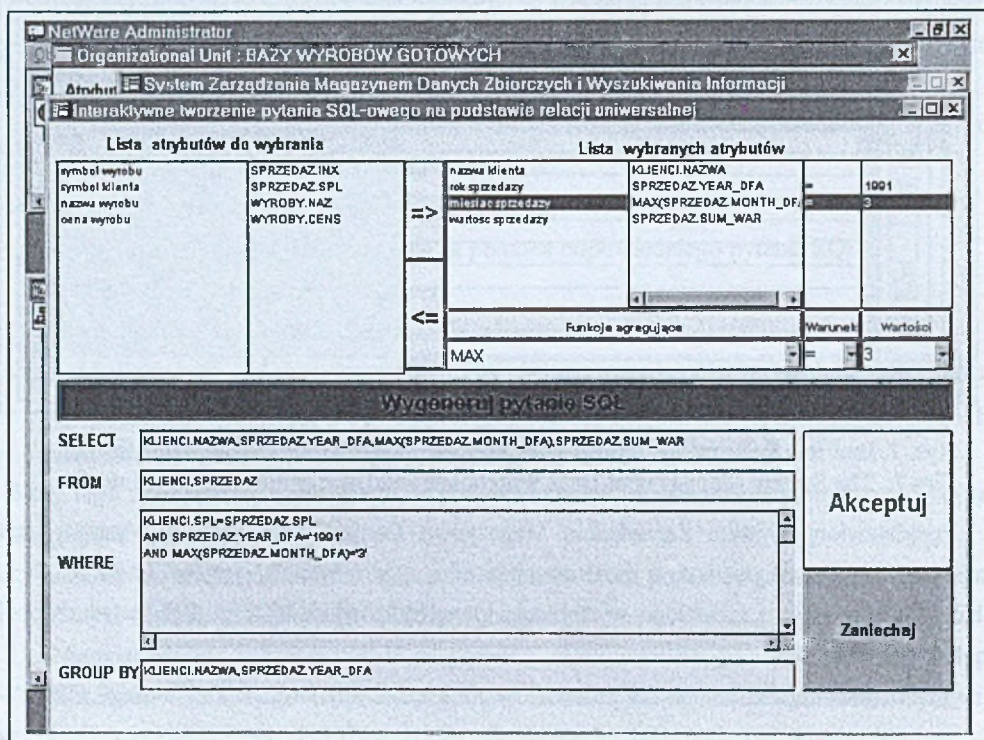 NetWare Administrator
Organizational Unit : BAZY WYROBÓW GOTOWYCH
Atrybut System Zarządzania Magazynem Danych Zbiorczych i Wyszukiwania Informacji
Interaktywne tworzenie pytania SQL-owego na podstawie relacji uniwersalnej
Lista atrybutów do wybrania
Lista wybranych atrybutów
symbol wyrobu SPRZEDAZ.INX
symbol klienta SPRZEDAZ.SPL
nazwa wyrobu WYROBY.NAZ
cena wyrobu WYROBY.CENS
=>
<=
nazwa klienta KLIENCI.NAZWA
rok sprzedazy SPRZEDAZ.YEAR_DFA = 1991
miesiac sprzedazy MAX(SPRZEDAZ.MONTH_DF = 3
wartosc sprzedazy SPRZEDAZ.SUM_WAR
Funkcje agregujące Warunek Wartości
MAX = 3
Wygeneruj pytanie SQL
SELECT KLIENCI.NAZWA,SPRZEDAZ.YEAR_DFA,MAX(SPRZEDAZ.MONTH_DFA),SPRZEDAZ.SUM_WAR
FROM KLIENCI,SPRZEDAZ
WHERE
KLIENCI.SPL=SPRZEDAZ.SPL
AND SPRZEDAZ.YEAR_DFA='1991'
AND MAX(SPRZEDAZ.MONTH_DFA)='3'
GROUP BY KLIENCI.NAZWA,SPRZEDAZ.YEAR_DFA
Akceptuj
Zaniechaj